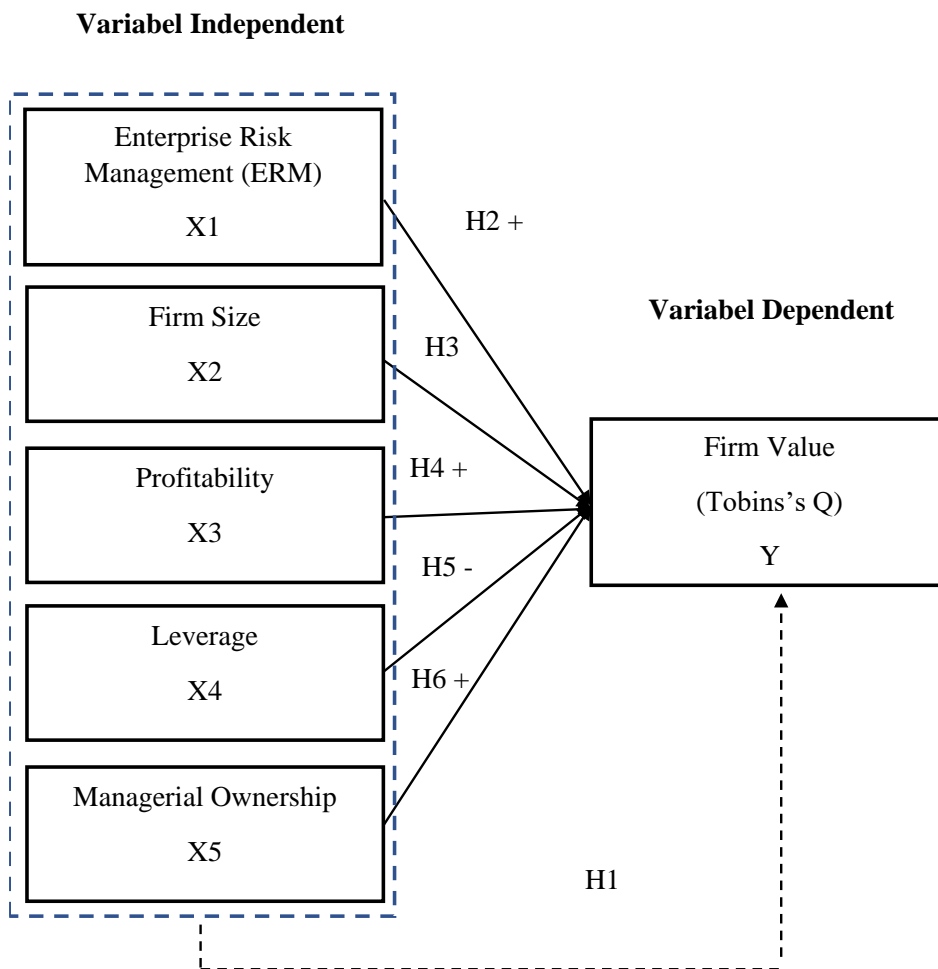 Variabel Independent
Enterprise Risk
Management (ERM)
X1
Firm Size
X2
Profitability
X3
Leverage
X4
Managerial Ownership
X5
H2 +
H3
H4 +
H5 -
H6 +
H1
Variabel Dependent
Firm Value
(Tobins’s Q)
Y